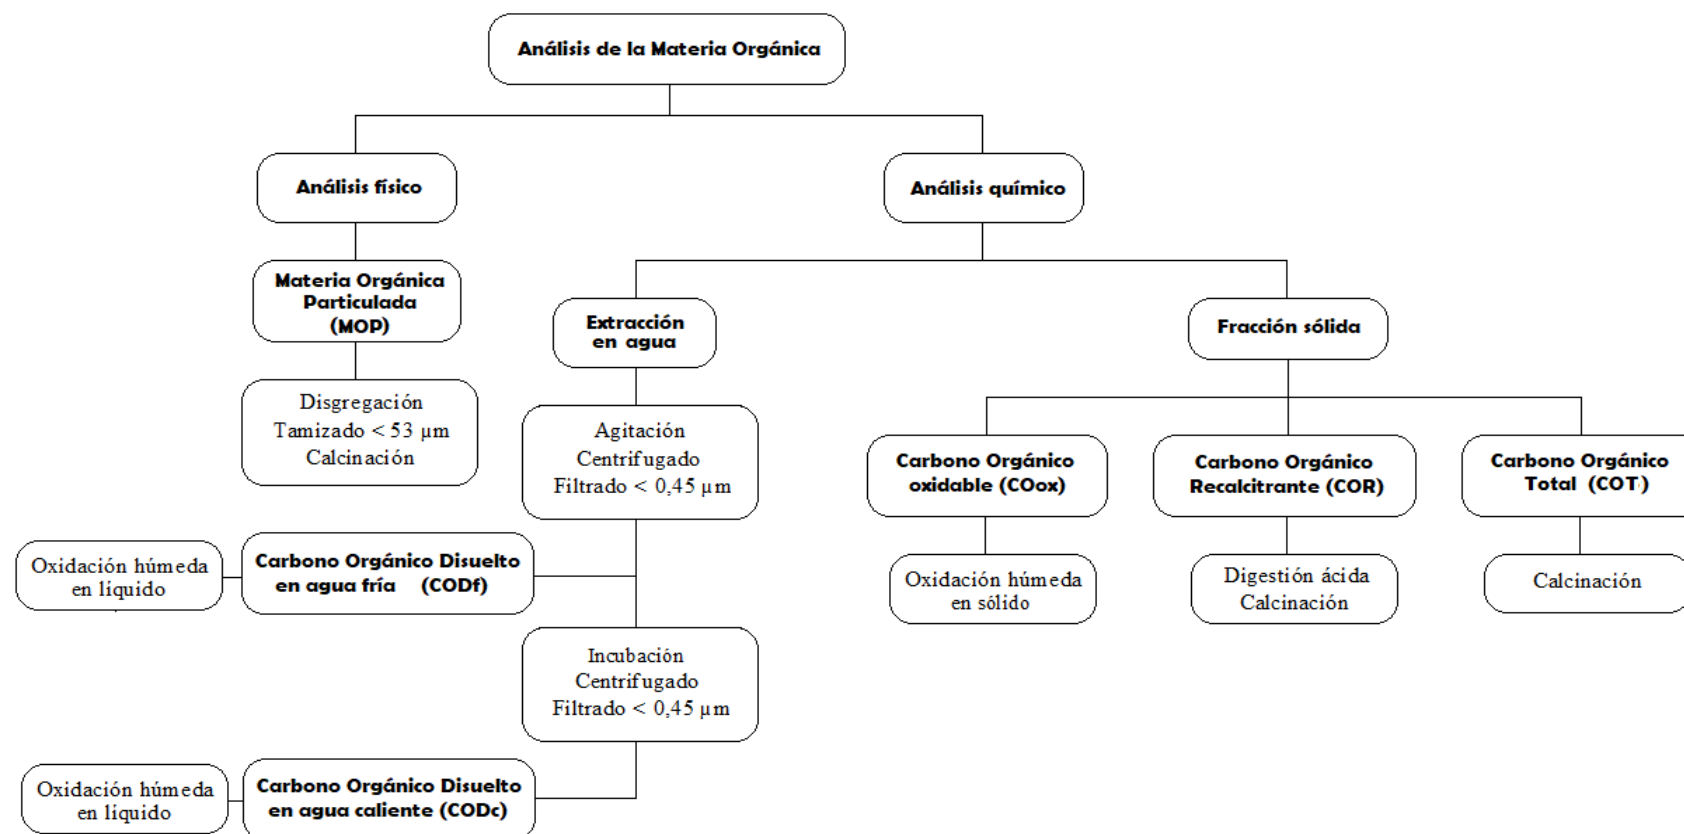 Análisis de la Materia Orgánica
Análisis físico
Análisis químico
Materia Orgánica
Particulada
(MOP)
Extracción
en agua
Fracción sólida
Disgregación
Tamizado < 53 µm
Calcinación
Agitación
Centrifugado
Filtrado < 0,45 µm
Carbono Orgánico
oxidable (COox)
Carbono Orgánico
Recalcitrante (COR)
Carbono Orgánico
Total (COT)
Oxidación húmeda
en líquido
Carbono Orgánico Disuelto
en agua fría (CODf)
Oxidación húmeda
en sólido
Digestión ácida
Calcinación
Calcinación
Incubación
Centrifugado
Filtrado < 0,45 µm
Oxidación húmeda
en líquido
Carbono Orgánico Disuelto
en agua caliente (CODc)